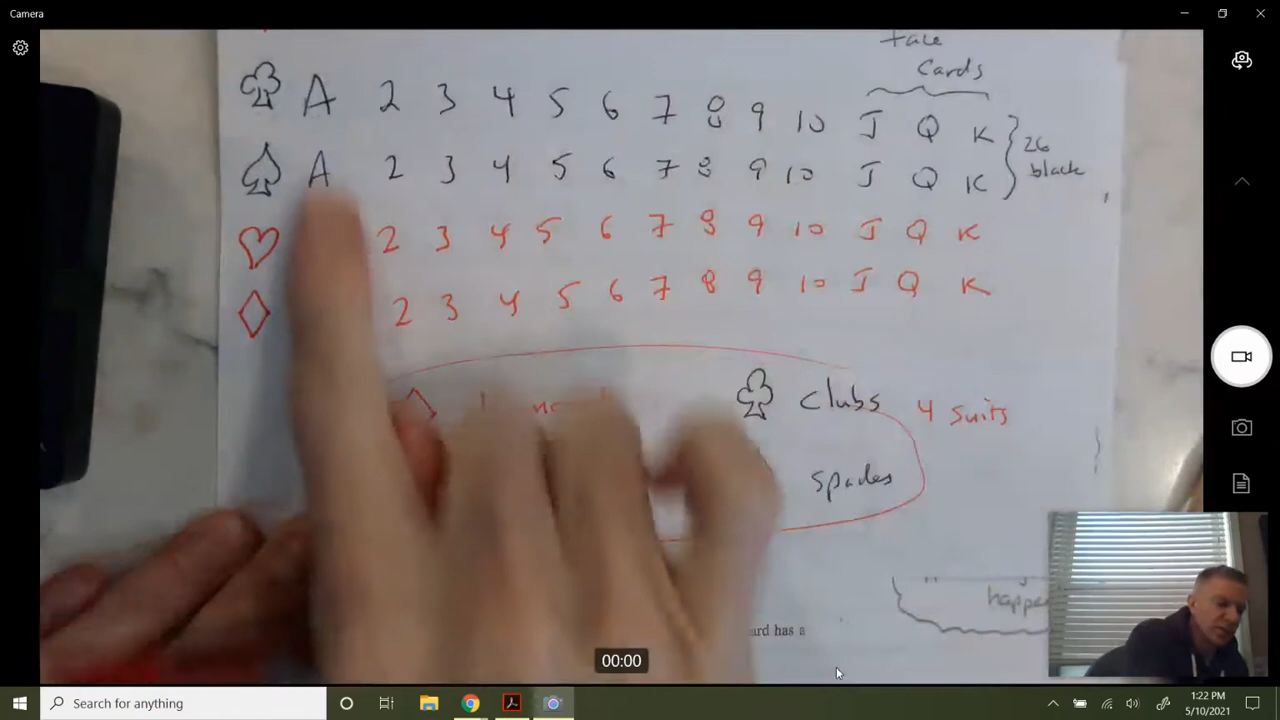 Camera
face
Cards
A 2 3 4 5 6 7 8 9 10 J Q K
26
A 2 3 4 5 6 7 8 9 10 J Q K
black
2 3 4 5 6 7 8 9 10 J Q K
2 3 4 5 6 7 8 9 10 J Q K
clubs
4 suits
spades
happe
ard has a
00:00
Search for anything
1:22 PM
5/10/2021